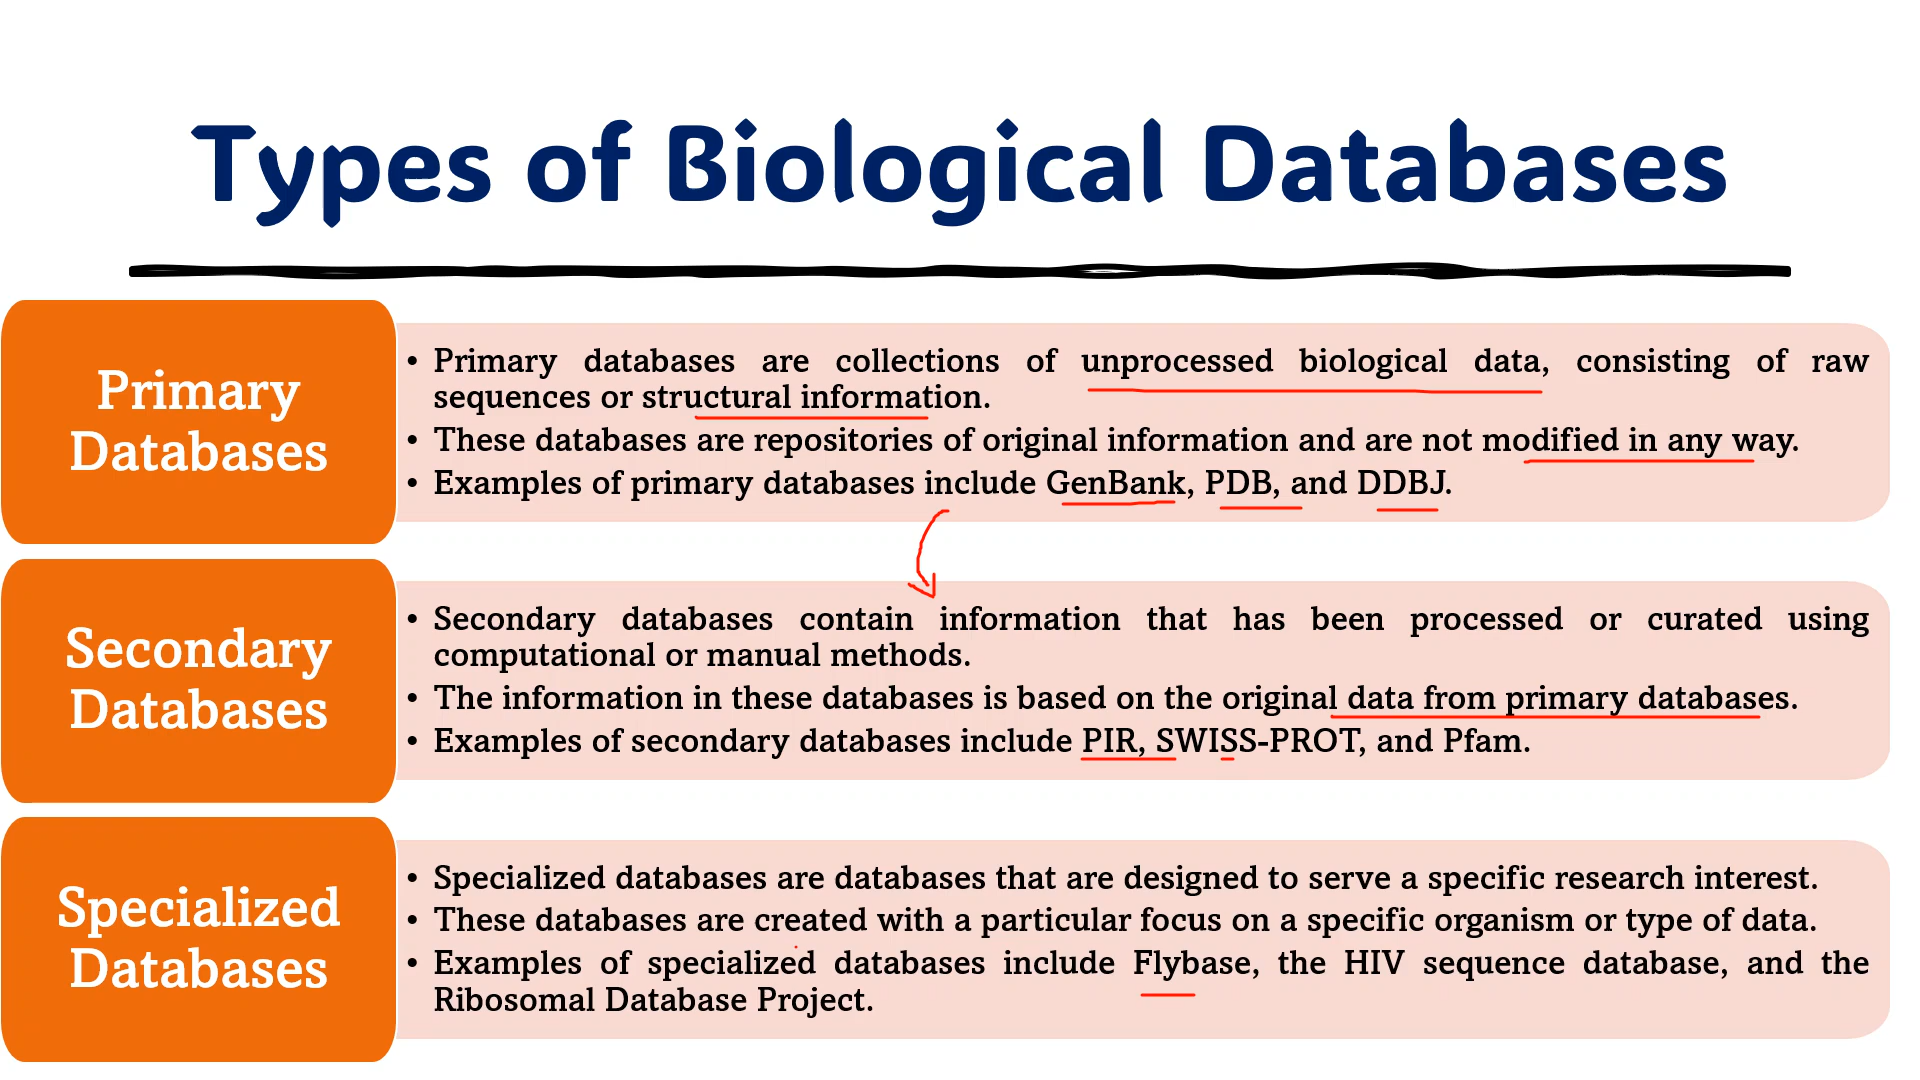 Types of Biological Databases
Primary
Databases
• Primary databases are collections of unprocessed biological data, consisting of raw
sequences or structural information.
• These databases are repositories of original information and are not modified in any way.
• Examples of primary databases include GenBank, PDB, and DDBJ.
Secondary
Databases
• Secondary databases contain information that has been processed or curated using
computational or manual methods.
• The information in these databases is based on the original data from primary databases.
• Examples of secondary databases include PIR, SWISS-PROT, and Pfam.
Specialized
Databases
• Specialized databases are databases that are designed to serve a specific research interest.
• These databases are created with a particular focus on a specific organism or type of data.
• Examples of specialized databases include Flybase, the HIV sequence database, and the
Ribosomal Database Project.